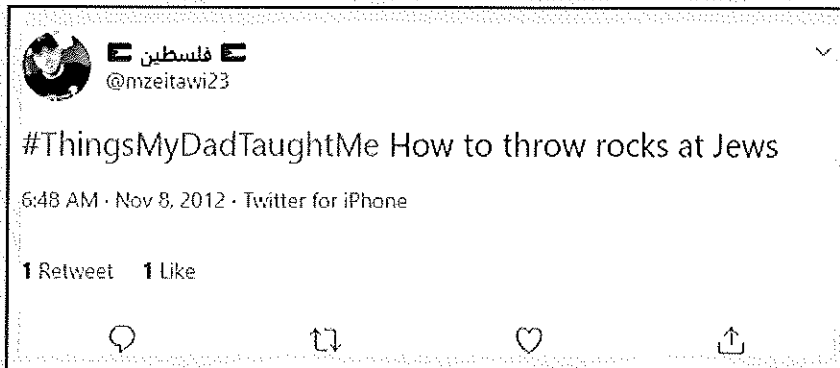 فلسطين
@mzeitawi23
#ThingsMyDadTaughtMe How to throw rocks at Jews
6:48 AM · Nov 8, 2012 · Twitter for iPhone
1 Retweet 1 Like